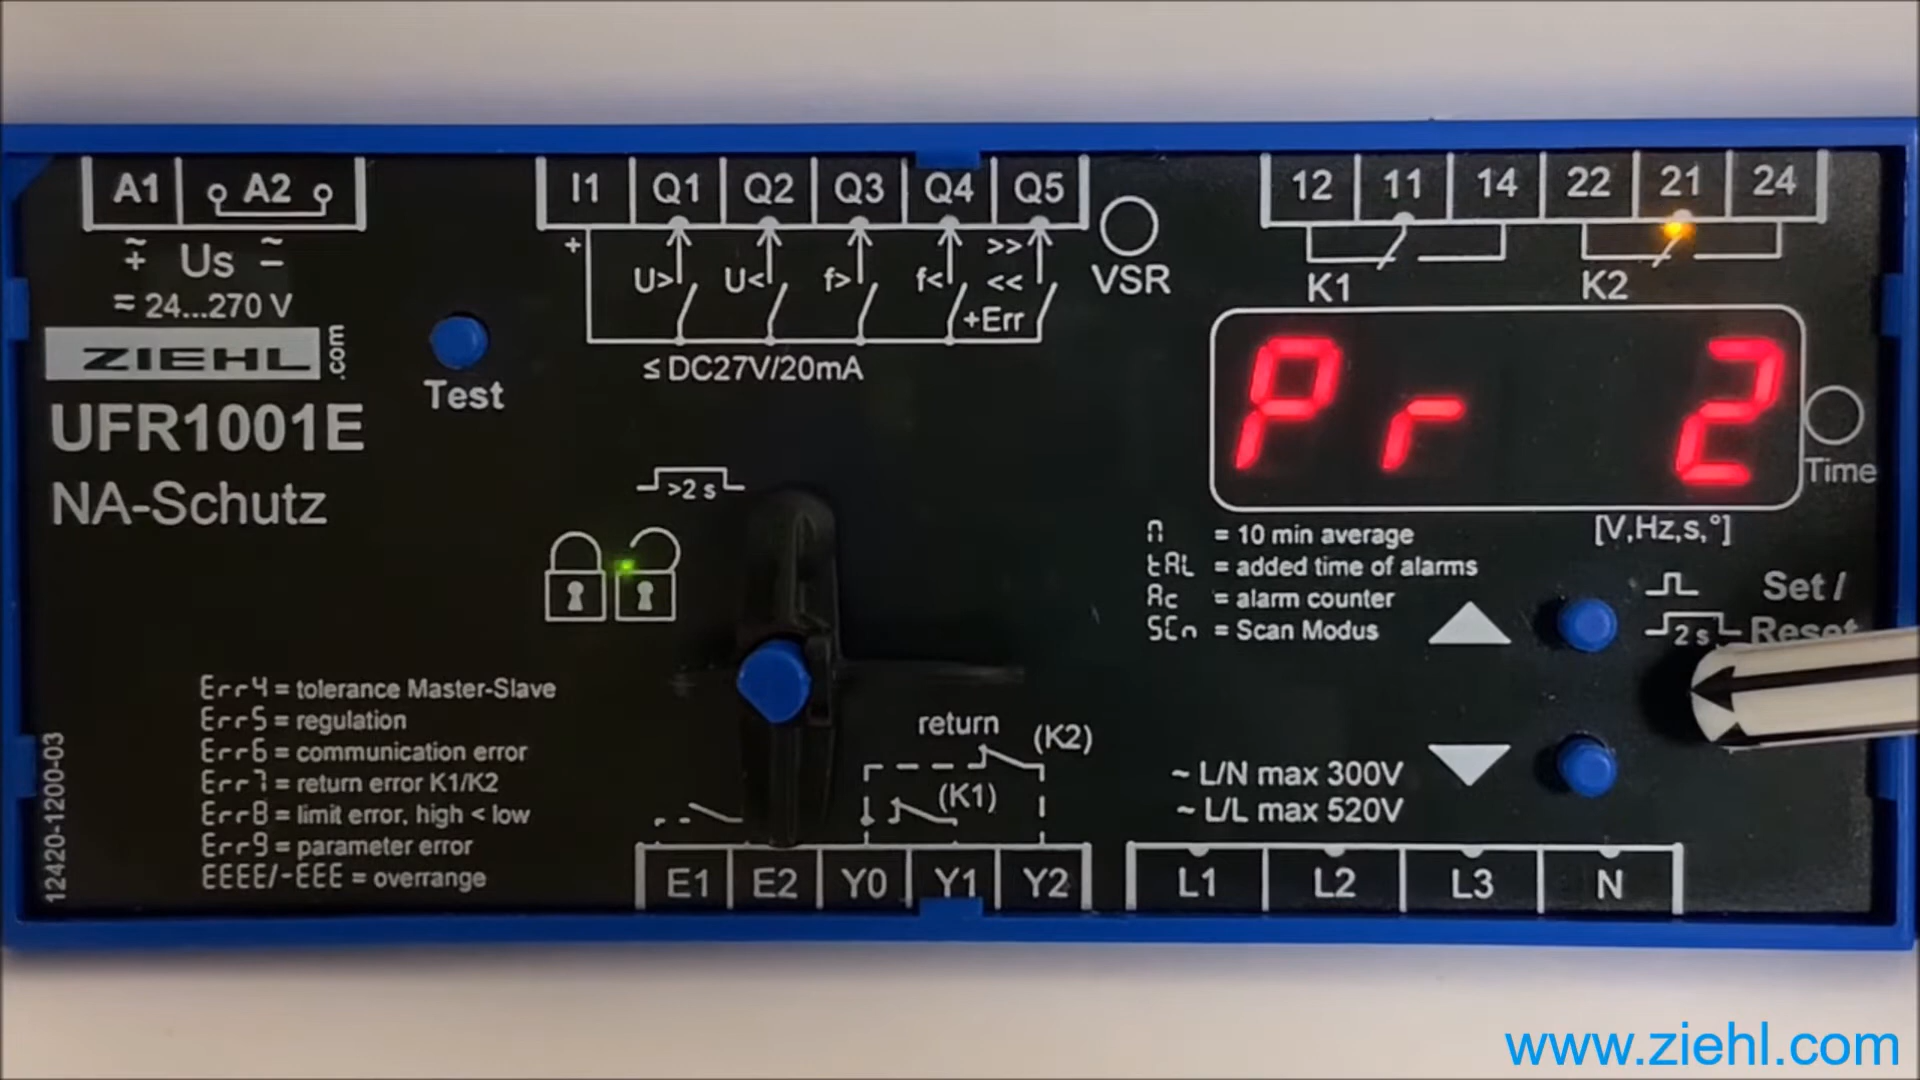 A1 A2
I1 Q1 Q2 Q3 Q4 Q5
12 11 14 22 21 24
≂ Us ≂
+ −
= 24...270 V
+ U> U< f> f< >>
<<
+Err
≤ DC27V/20mA
VSR
K1 K2
ZIEHL.com
UFR1001E
NA-Schutz
Test
>2 s
Pr 2
Time
[V,Hz,s,°]
n = 10 min average
tAL = added time of alarms
Ac = alarm counter
SCn = Scan Modus
Set /
2 s Reset
Err4 = tolerance Master-Slave
Err5 = regulation
Err6 = communication error
Err7 = return error K1/K2
Err8 = limit error, high < low
Err9 = parameter error
EEEE/-EEE = overrange
12420-1200-03
return
(K2)
(K1)
~ L/N max 300V
~ L/L max 520V
E1 E2 Y0 Y1 Y2
L1 L2 L3 N
www.ziehl.com